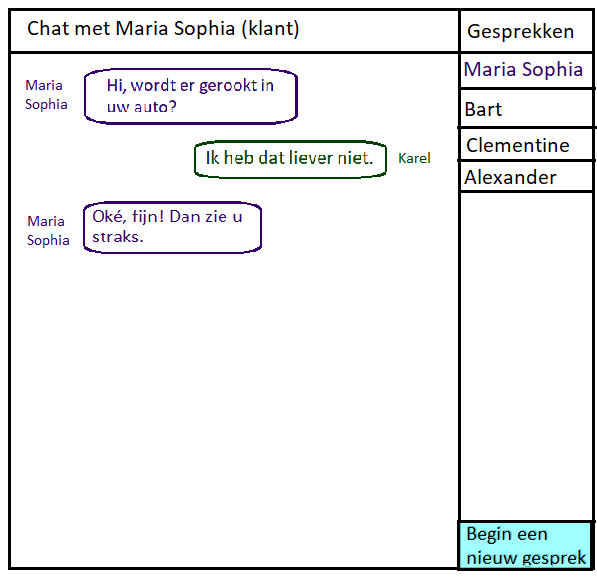 Chat met Maria Sophia (klant)
Maria
Sophia
Hi, wordt er gerookt in
uw auto?
Ik heb dat liever niet.
Karel
Maria
Sophia
Oké, fijn! Dan zie u
straks.
Gesprekken
Maria Sophia
Bart
Clementine
Alexander
Begin een
nieuw gesprek